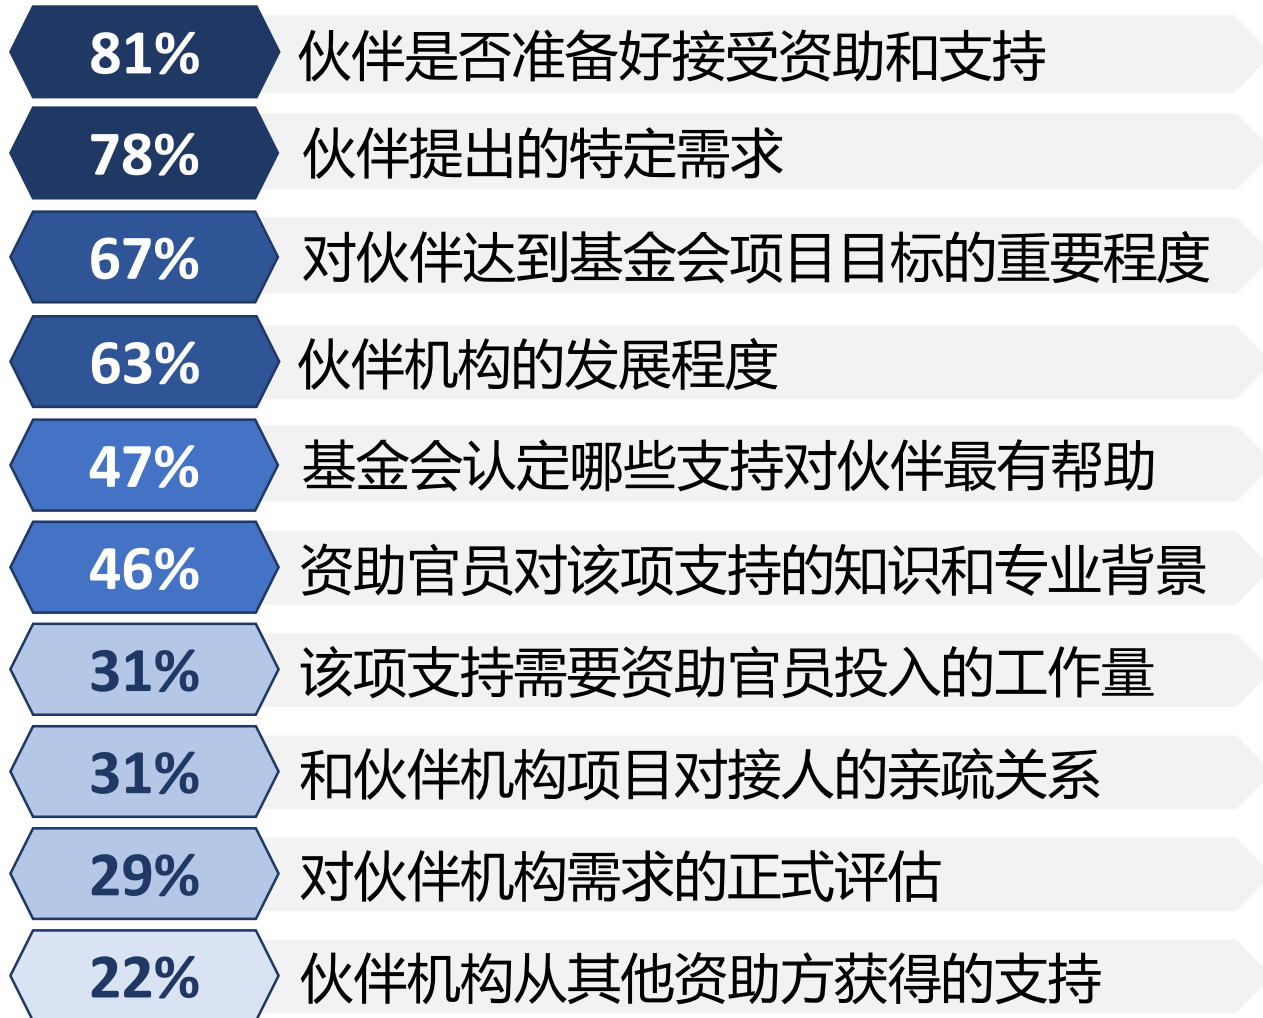 81% 伙伴是否准备好接受资助和支持
78% 伙伴提出的特定需求
67% 对伙伴达到基金会项目目标的重要程度
63% 伙伴机构的发展程度
47% 基金会认定哪些支持对伙伴最有帮助
46% 资助官员对该项支持的知识和专业背景
31% 该项支持需要资助官员投入的工作量
31% 和伙伴机构项目对接人的亲疏关系
29% 对伙伴机构需求的正式评估
22% 伙伴机构从其他资助方获得的支持